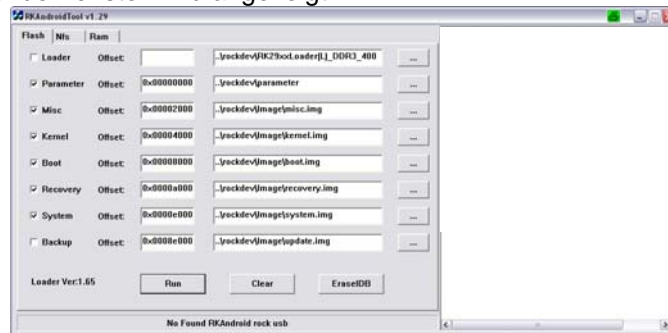 RKAndroidTool v1.29
Flash Nfs Ram
Loader Offset: ..\rockdev\RK29xxLoader(L)_DDR3_400 ...
Parameter Offset: 0x00000000 ..\rockdev\parameter ...
Misc Offset: 0x00002000 ..\rockdev\Image\misc.img ...
Kernel Offset: 0x00004000 ..\rockdev\Image\kernel.img ...
Boot Offset: 0x00008000 ..\rockdev\Image\boot.img ...
Recovery Offset: 0x0000a000 ..\rockdev\Image\recovery.img ...
System Offset: 0x0000e000 ..\rockdev\Image\system.img ...
Backup Offset: 0x0008e000 ..\rockdev\Image\update.img ...
Loader Ver:1.65 Run Clear EraseIDB
No Found RKAndroid rock usb